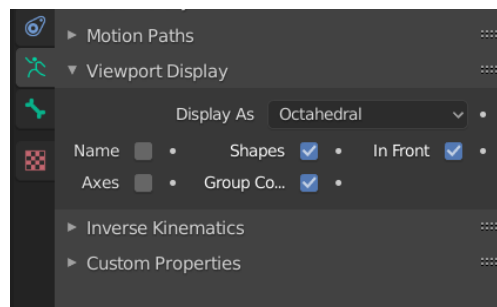 Motion Paths
Viewport Display
Display As Octahedral
Name Shapes In Front
Axes Group Co...
Inverse Kinematics
Custom Properties